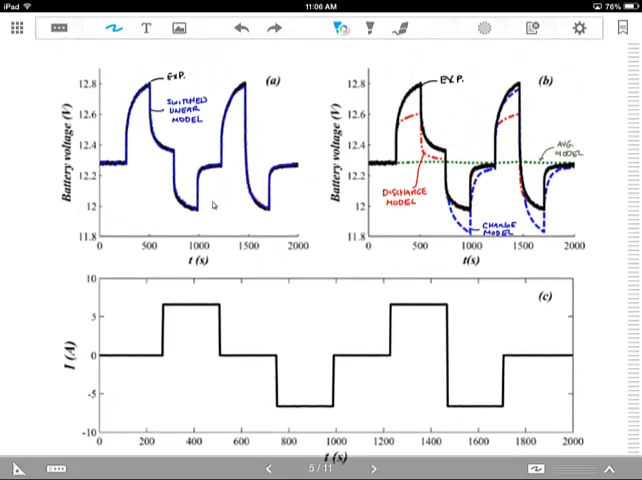 iPad
11:06 AM
76%
T
(a)
EXP.
SWITCHED
LINEAR
MODEL
Battery voltage (V)
12.8
12.6
12.4
12.2
12
11.8
0
500
1000
1500
2000
t (s)
(b)
EXP.
AVG.
MODEL
DISCHARGE
MODEL
CHARGE
MODEL
Battery voltage (V)
12.8
12.6
12.4
12.2
12
11.8
0
500
1000
1500
2000
t(s)
(c)
I (A)
10
5
0
-5
-10
0
200
400
600
800
1000
1200
1400
1600
1800
2000
t (s)
5 / 11